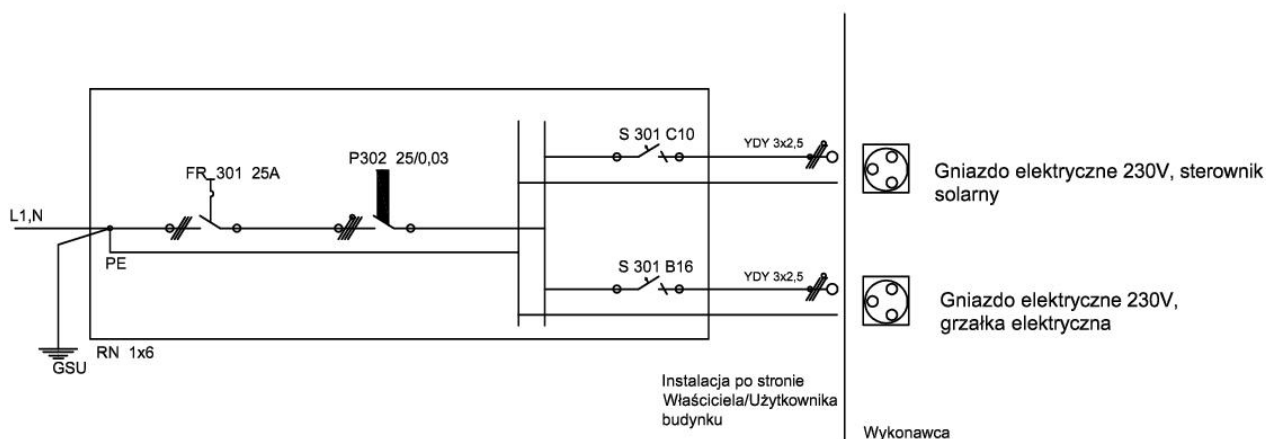 S 301 C10
YDY 3x2,5
P302 25/0,03
FR 301 25A
Gniazdo elektryczne 230V, sterownik
solarny
L1,N
PE
S 301 B16
YDY 3x2,5
Gniazdo elektryczne 230V,
grzałka elektryczna
RN 1x6
GSU
Instalacja po stronie
Właściciela/Użytkownika
budynku
Wykonawca